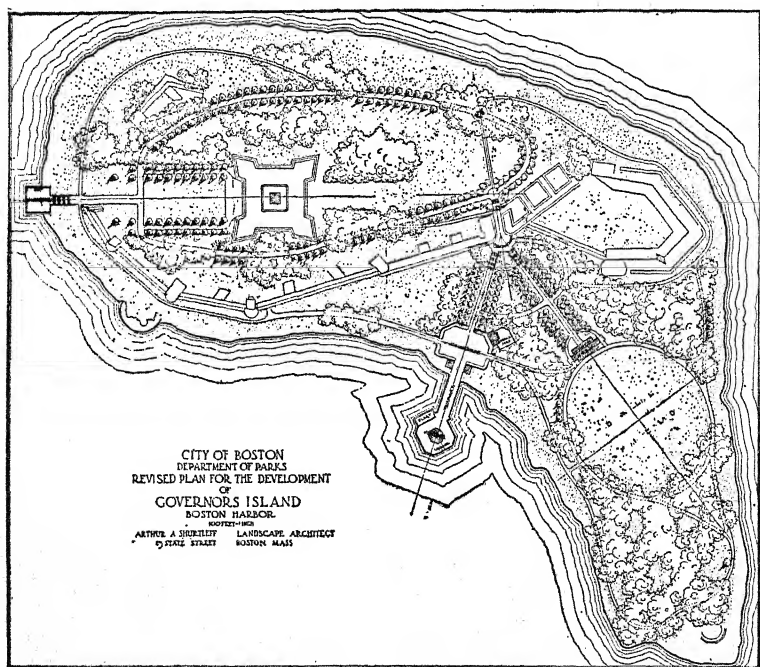 CITY OF BOSTON
DEPARTMENT OF PARKS
REVISED PLAN FOR THE DEVELOPMENT
OF
GOVERNORS ISLAND
BOSTON HARBOR
ARTHUR A SHURTLEFF LANDSCAPE ARCHITECT
STATE STREET BOSTON MASS